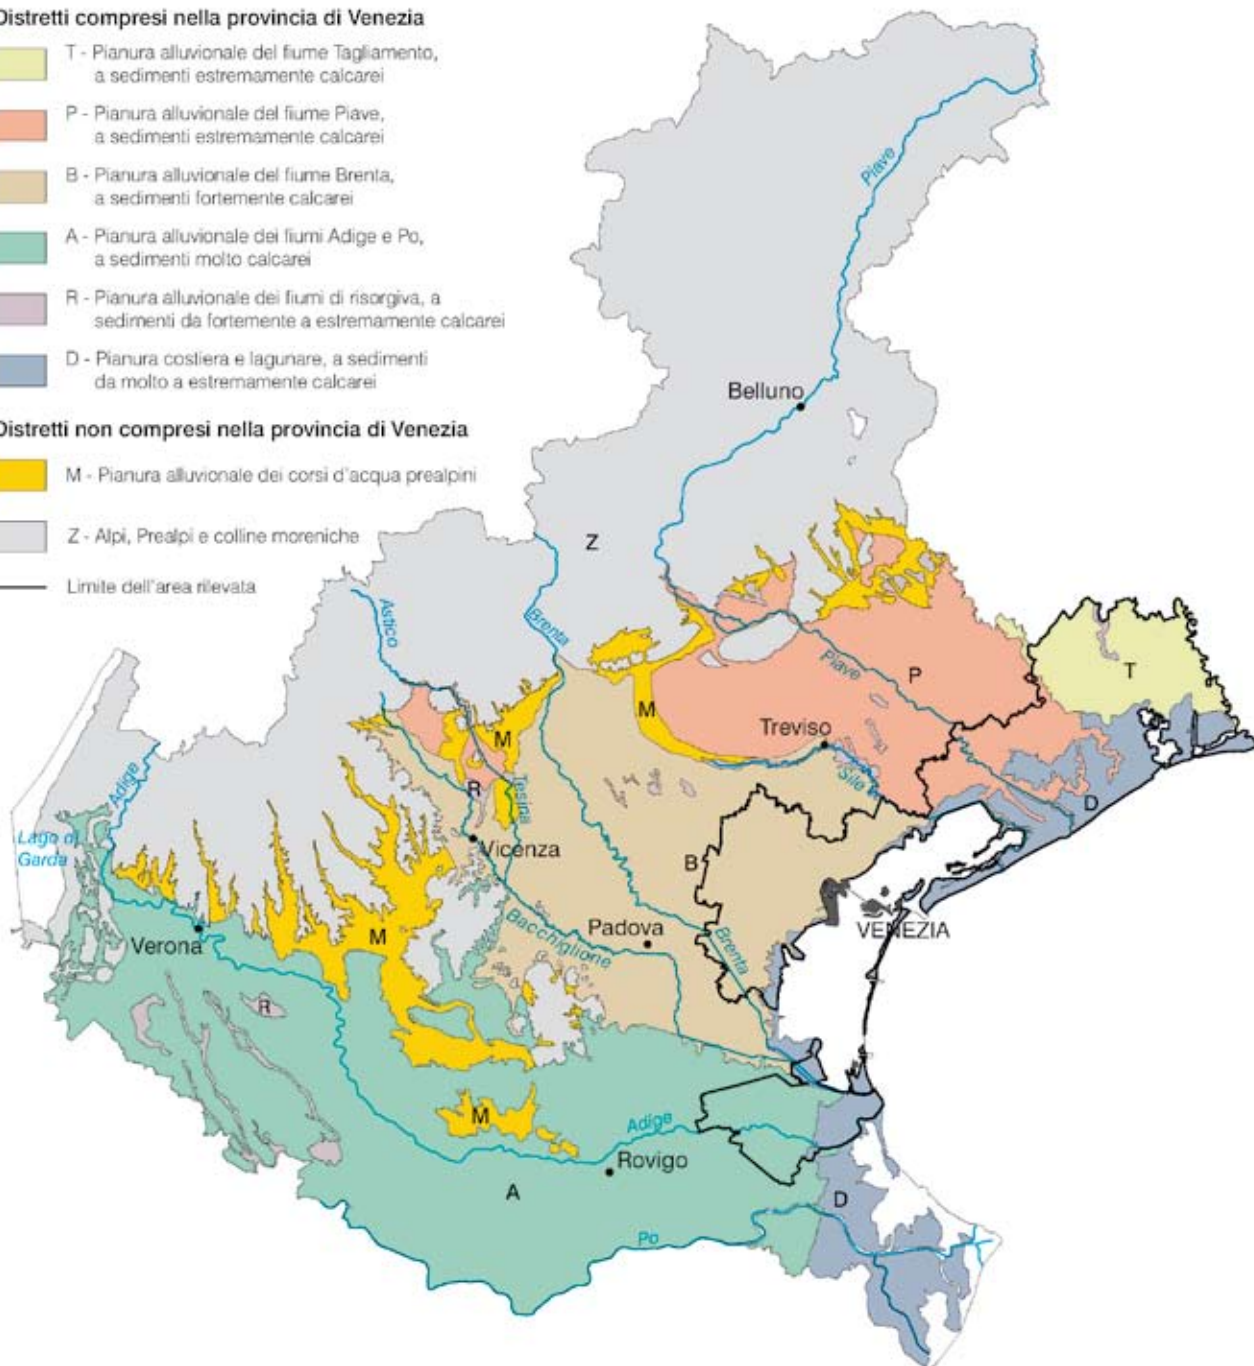 Distretti compresi nella provincia di Venezia
T - Pianura alluvionale del fiume Tagliamento,
a sedimenti estremamente calcarei
P - Pianura alluvionale del fiume Piave,
a sedimenti estremamente calcarei
B - Pianura alluvionale del fiume Brenta,
a sedimenti fortemente calcarei
A - Pianura alluvionale dei fiumi Adige e Po,
a sedimenti molto calcarei
R - Pianura alluvionale dei fiumi di risorgiva, a
sedimenti da fortemente a estremamente calcarei
D - Pianura costiera e lagunare, a sedimenti
da molto a estremamente calcarei
Distretti non compresi nella provincia di Venezia
M - Pianura alluvionale dei corsi d'acqua prealpini
Z - Alpi, Prealpi e colline moreniche
Limite dell'area rilevata
Piave
Belluno
Z
Astico
Brenta
Piave
P
T
M
M
Treviso
Sile
R
Tesina
Adige
Lago di
Garda
Vicenza
B
D
Verona
M
Bacchiglione
Padova
Brenta
VENEZIA
R
M
Adige
Rovigo
A
D
Po